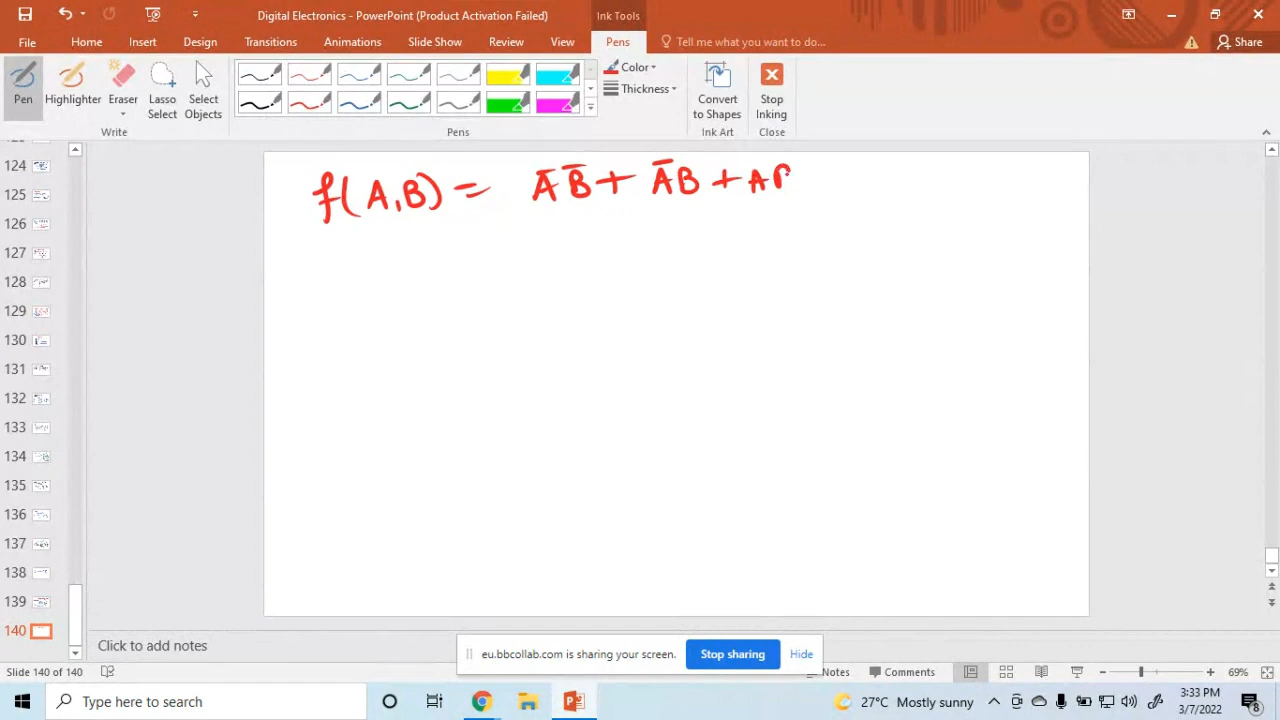 Digital Electronics - PowerPoint (Product Activation Failed)
Ink Tools
File
Home
Insert
Design
Transitions
Animations
Slide Show
Review
View
Pens
Tell me what you want to do...
Share
Pen
Highlighter
Eraser
Lasso Select
Select Objects
Color
Thickness
Convert to Shapes
Stop Inking
Write
Pens
Ink Art
Close
f(A,B) = A̅ B̅ + A̅ B + A
124
125
126
127
128
129
130
131
132
133
134
135
136
137
138
139
140
Click to add notes
eu.bbcollab.com is sharing your screen.
Stop sharing
Hide
Slide 140 of 140
Notes
Comments
69%
Type here to search
27°C Mostly sunny
3:33 PM
3/7/2022
8